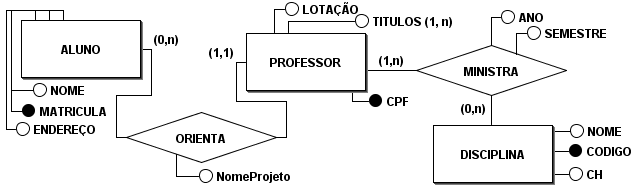 LOTAÇÃO
TITULOS (1, n)
ANO
SEMESTRE
ALUNO
(0,n)
(1,1)
PROFESSOR
(1,n)
MINISTRA
NOME
MATRICULA
ENDEREÇO
CPF
(0,n)
ORIENTA
NomeProjeto
DISCIPLINA
NOME
CODIGO
CH